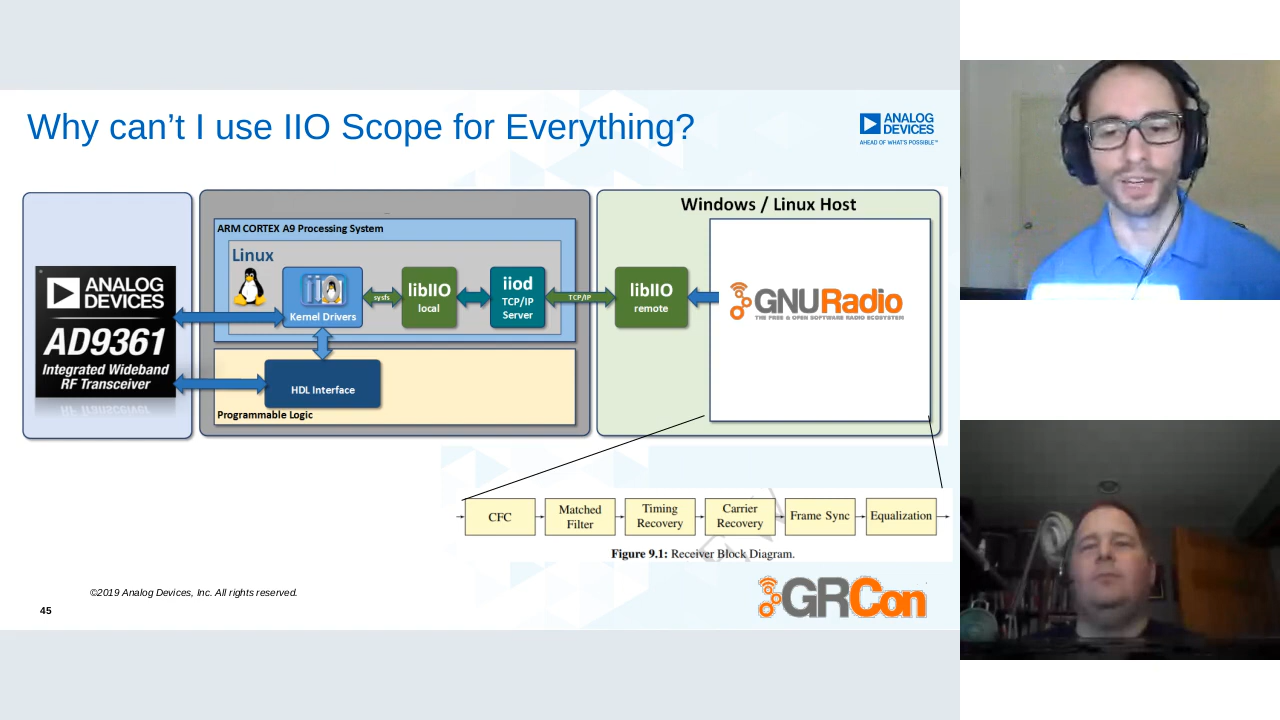 Why can't I use IIO Scope for Everything?
ANALOG
DEVICES
AHEAD OF WHAT'S POSSIBLE™
Windows / Linux Host
ARM CORTEX A9 Processing System
Linux
iio
Kernel Drivers
sysfs
libIIO
local
iiod
TCP/IP
Server
TCP/IP
libIIO
remote
GNURadio
THE FREE & OPEN SOFTWARE RADIO ECOSYSTEM
ANALOG
DEVICES
AD9361
Integrated Wideband
RF Transceiver
HDL Interface
Programmable Logic
CFC
Matched
Filter
Timing
Recovery
Carrier
Recovery
Frame Sync
Equalization
Figure 9.1: Receiver Block Diagram.
©2019 Analog Devices, Inc. All rights reserved.
45
GRCon